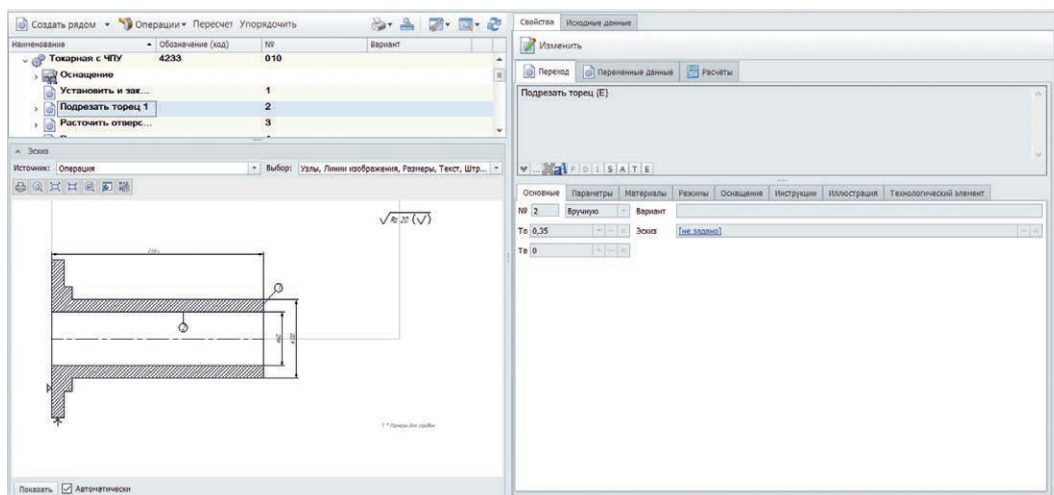 Создать рядом Операции Пересчет Упорядочить
Наименование Обозначение (код) № Вариант
Токарная с ЧПУ 4233 010
Оснащение
Установить и зак... 1
Подрезать торец 1 2
Расточить отверс... 3
Эскиз
Источник: Операция Выбор: Узлы, Линии изображения, Размеры, Текст, Штр...
2
Показать Автоматически
Свойства Исходные данные
Изменить
Переход Переменные данные Расчеты
Подрезать торец {E}
... P D I S A T E
Основные Параметры Материалы Режимы Оснащение Инструкции Иллюстрация Технологический элемент
№ 2 Вручную Вариант
То 0,35 Эскиз [не задано]
Тв 0